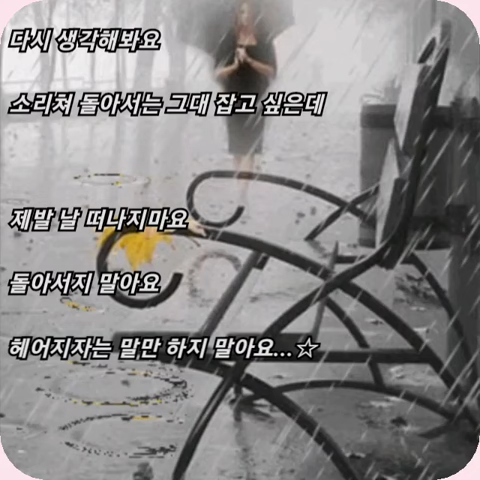 다시 생각해봐요
소리쳐 돌아서는 그대 잡고 싶은데
제발 날 떠나지마요
돌아서지 말아요
헤어지자는 말만 하지 말아요...☆